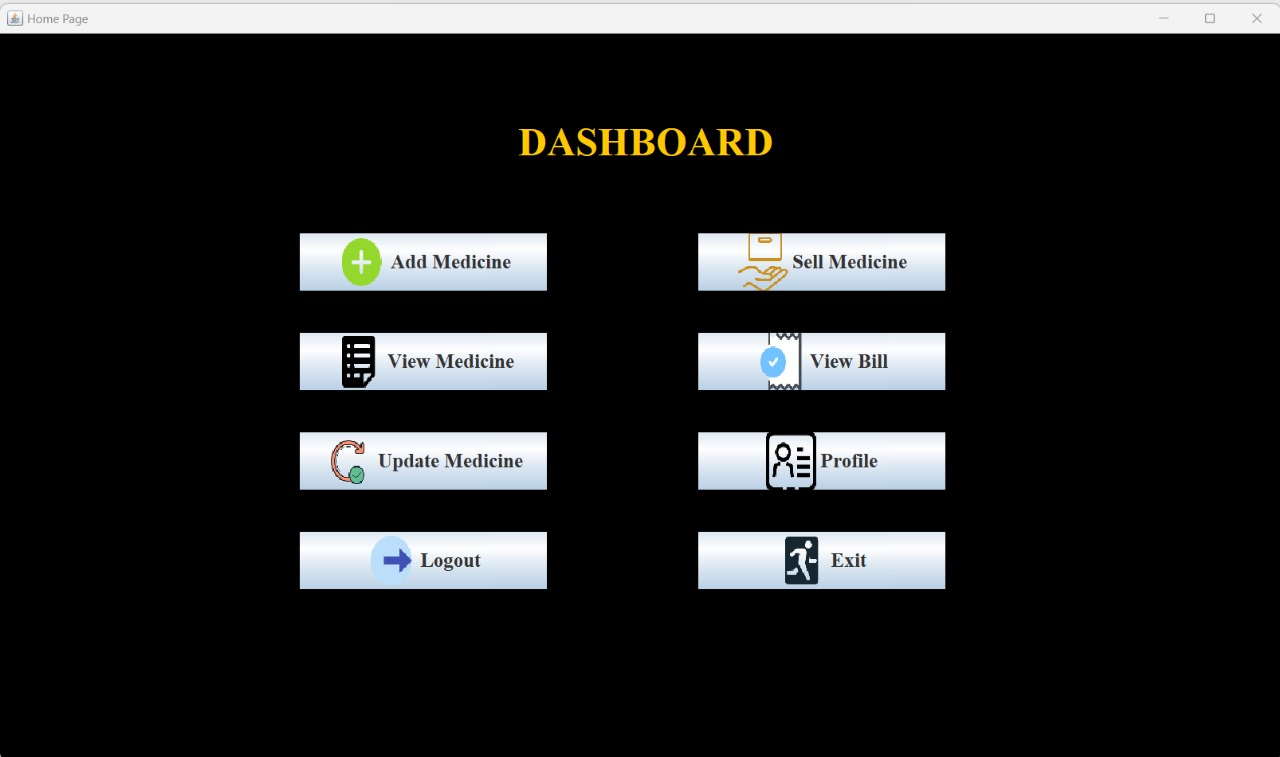 Home Page
DASHBOARD
Add Medicine
Sell Medicine
View Medicine
View Bill
Update Medicine
Profile
Logout
Exit